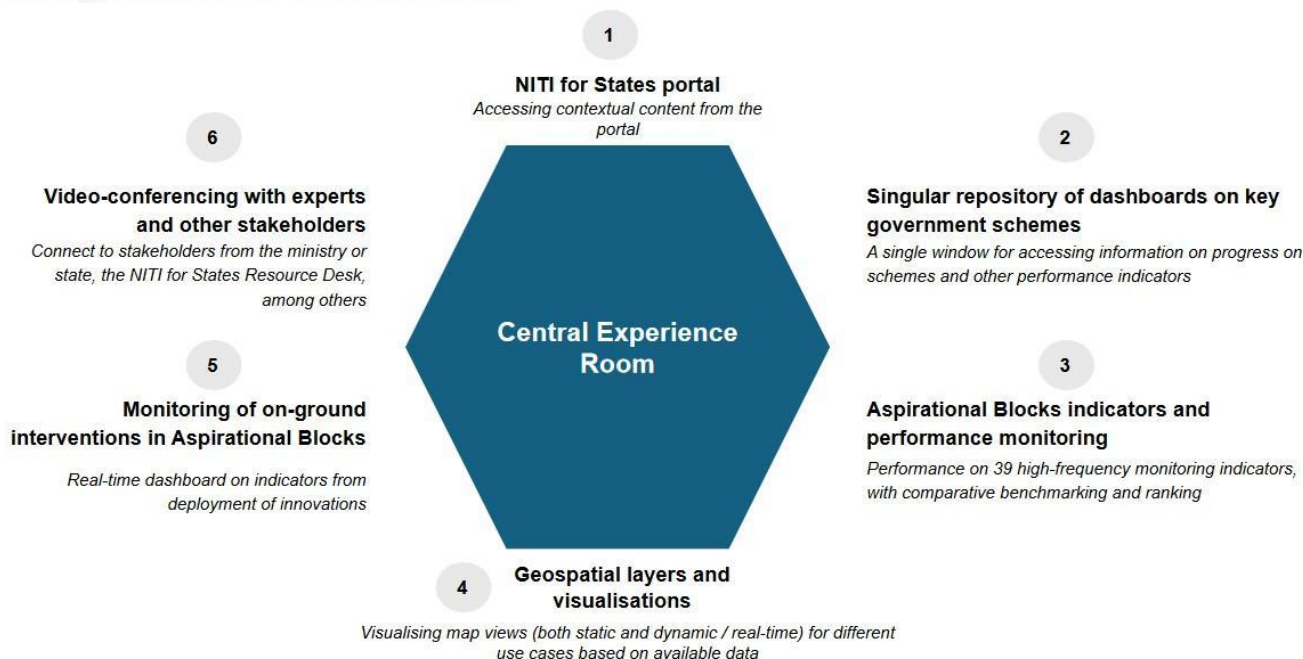 1
NITI for States portal
Accessing contextual content from the
portal
2
Singular repository of dashboards on key
government schemes
A single window for accessing information on progress on
schemes and other performance indicators
3
Aspirational Blocks indicators and
performance monitoring
Performance on 39 high-frequency monitoring indicators,
with comparative benchmarking and ranking
4
Geospatial layers and
visualisations
Visualising map views (both static and dynamic / real-time) for different
use cases based on available data
5
Monitoring of on-ground
interventions in Aspirational Blocks
Real-time dashboard on indicators from
deployment of innovations
6
Video-conferencing with experts
and other stakeholders
Connect to stakeholders from the ministry or
state, the NITI for States Resource Desk,
among others
Central Experience
Room